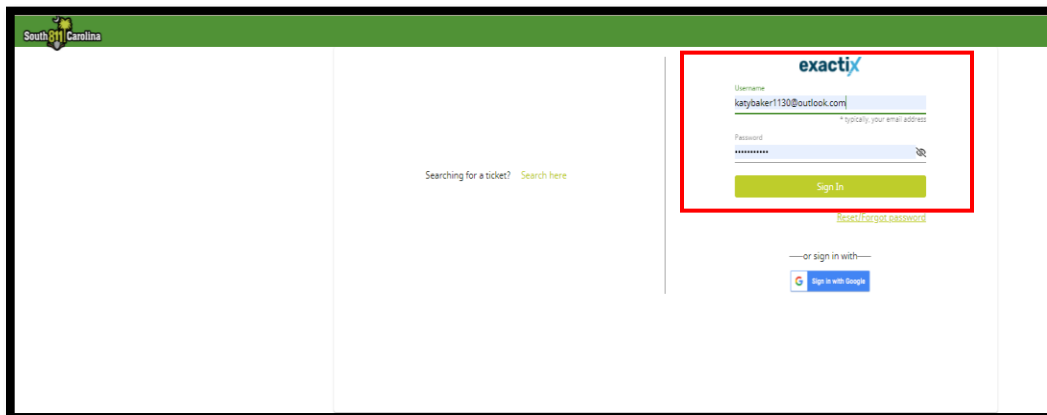 South 811 Carolina
Searching for a ticket? Search here
exactix
Username
katybaker1130@outlook.com
* typically, your email address
Password
•••••••••••
Sign In
Reset/Forgot password
or sign in with
G Sign in with Google